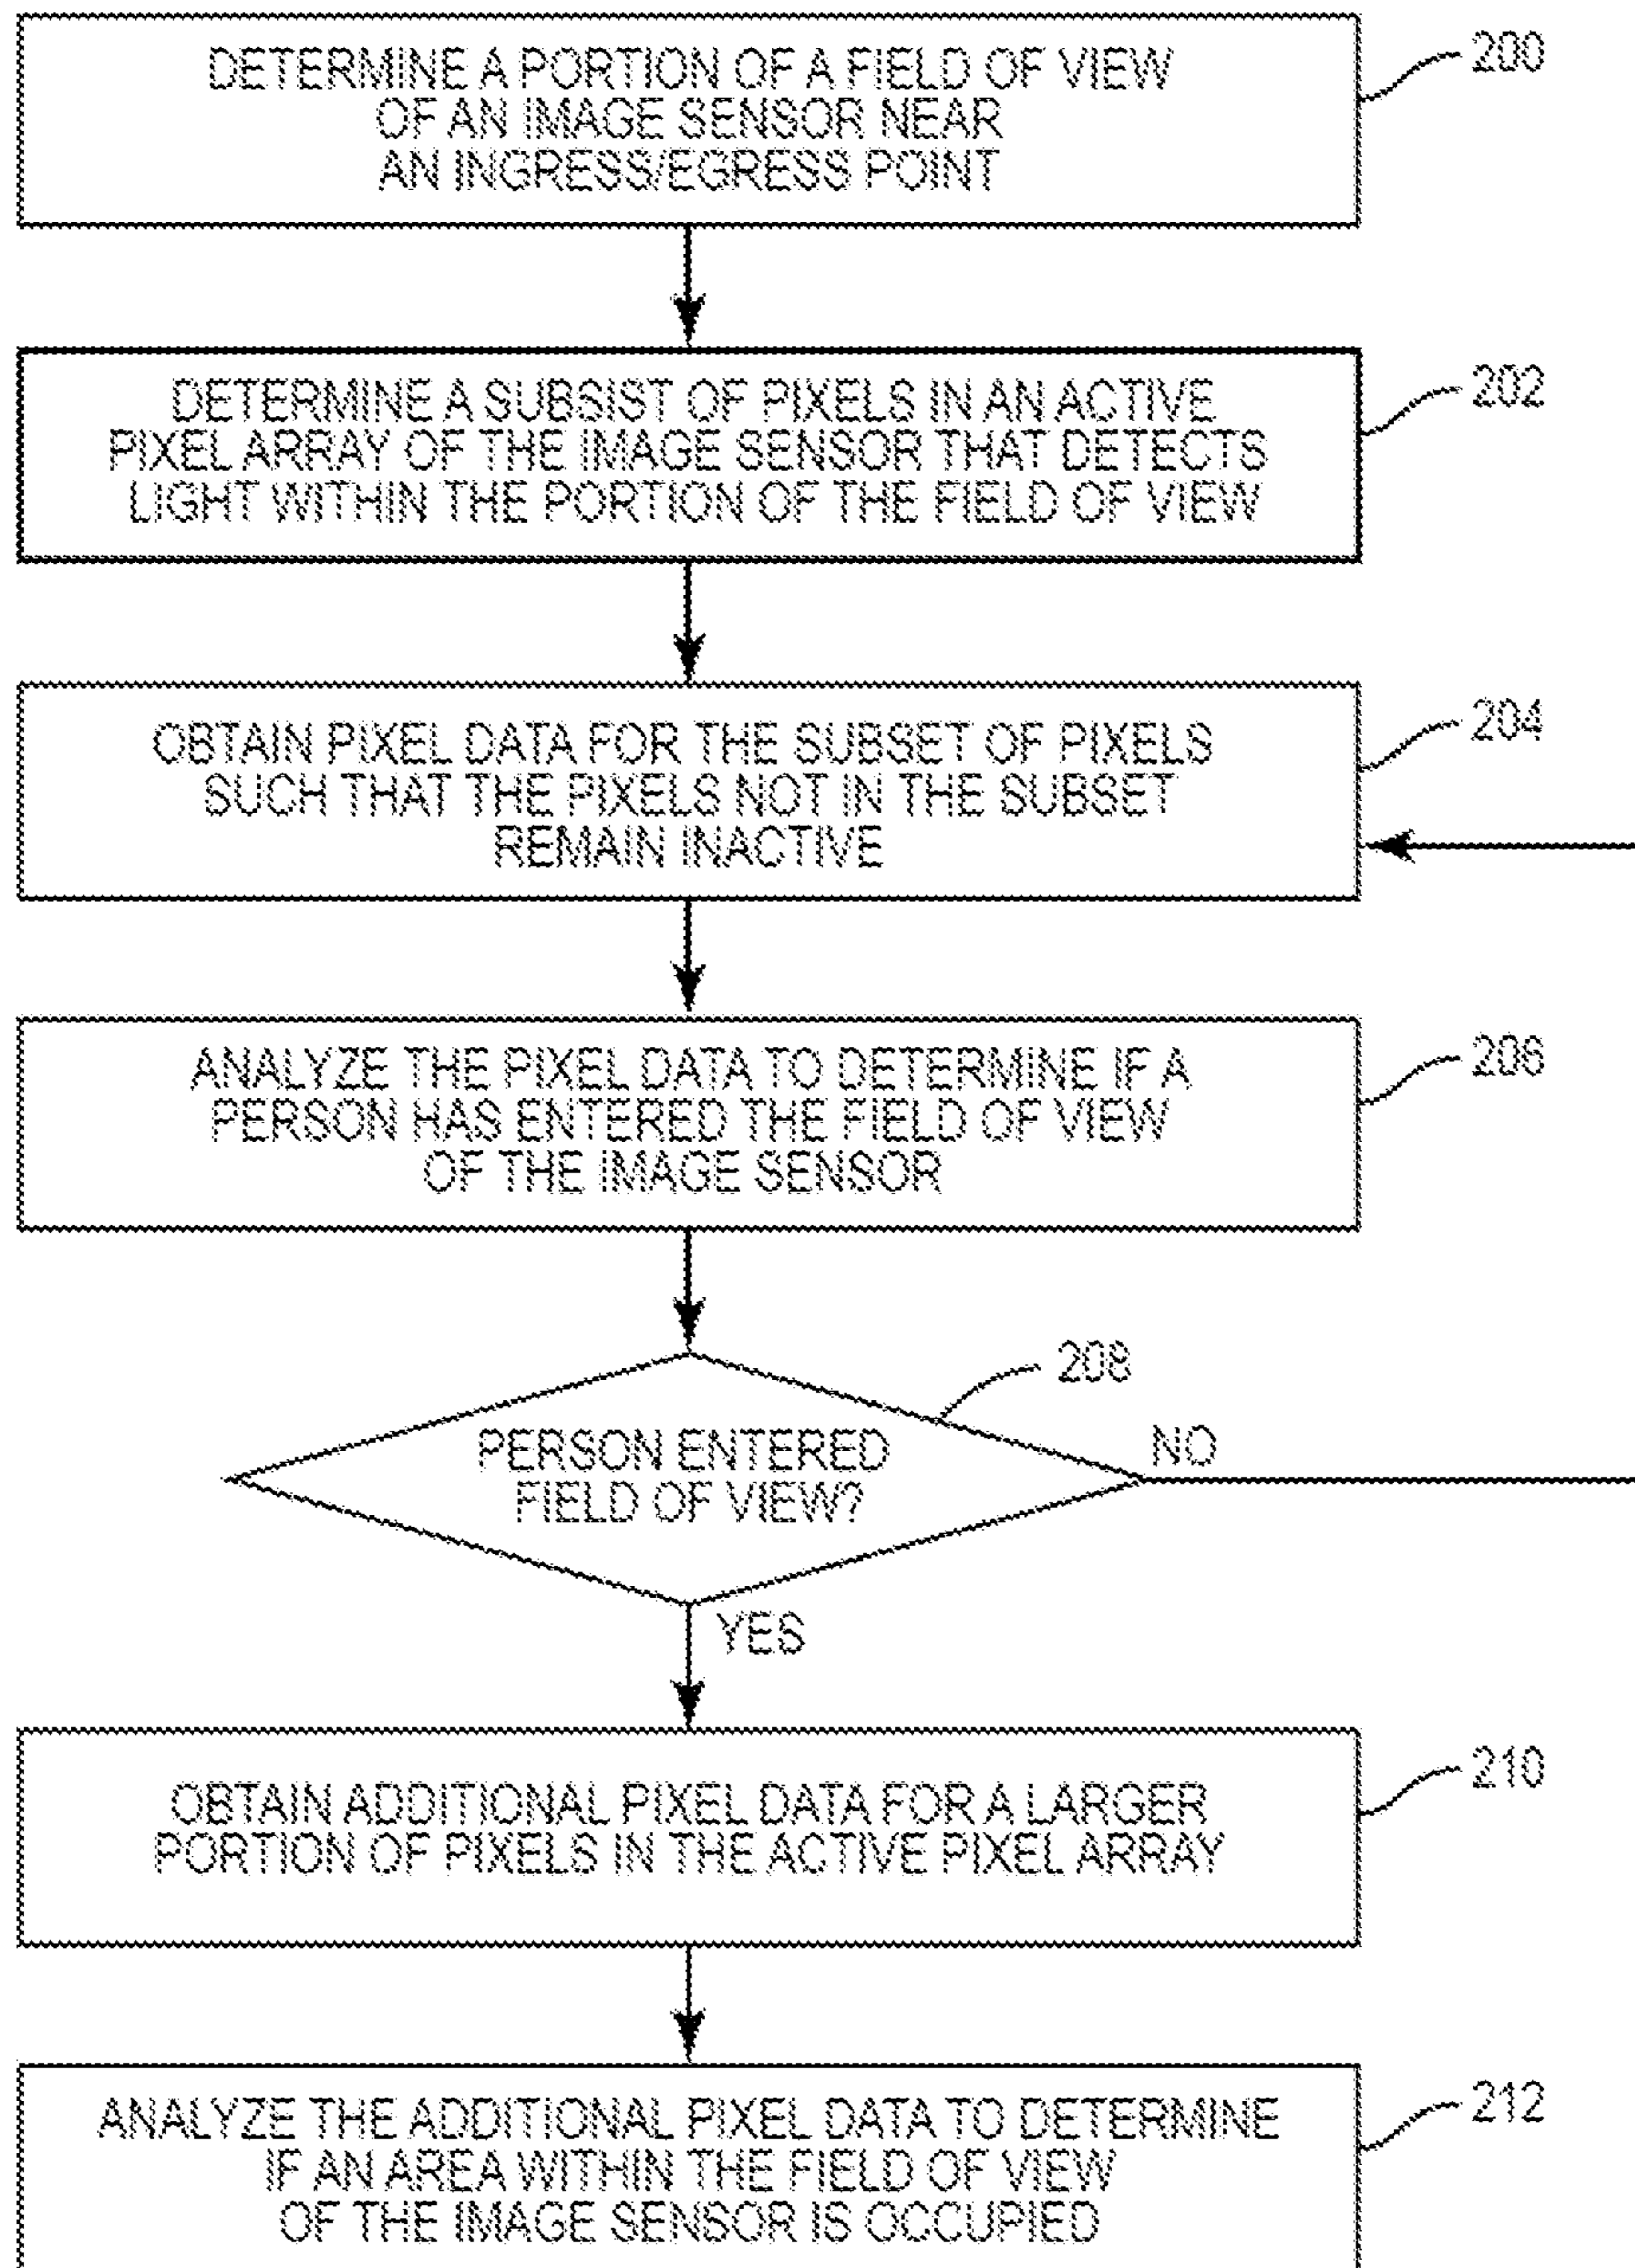 DETERMINE A PORTION OF A FIELD OF VIEW
OF AN IMAGE SENSOR NEAR
AN INGRESS/EGRESS POINT
200
DETERMINE A SUBSIST OF PIXELS IN AN ACTIVE
PIXEL ARRAY OF THE IMAGE SENSOR THAT DETECTS
LIGHT WITHIN THE PORTION OF THE FIELD OF VIEW
202
OBTAIN PIXEL DATA FOR THE SUBSET OF PIXELS
SUCH THAT THE PIXELS NOT IN THE SUBSET
REMAIN INACTIVE
204
ANALYZE THE PIXEL DATA TO DETERMINE IF A
PERSON HAS ENTERED THE FIELD OF VIEW
OF THE IMAGE SENSOR
206
PERSON ENTERED
FIELD OF VIEW?
208
NO
YES
OBTAIN ADDITIONAL PIXEL DATA FOR A LARGER
PORTION OF PIXELS IN THE ACTIVE PIXEL ARRAY
210
ANALYZE THE ADDITIONAL PIXEL DATA TO DETERMINE
IF AN AREA WITHIN THE FIELD OF VIEW
OF THE IMAGE SENSOR IS OCCUPIED
212